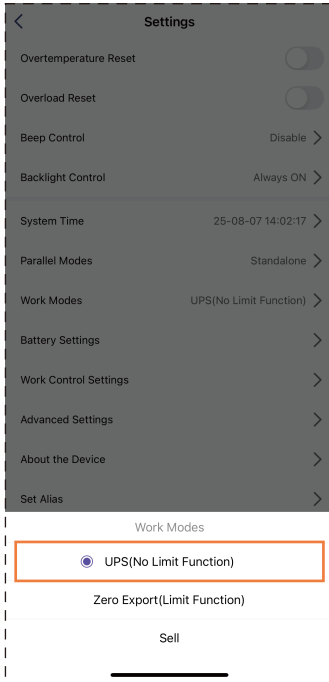 Settings
Overtemperature Reset
Overload Reset
Beep Control Disable
Backlight Control Always ON
System Time 25-08-07 14:02:17
Parallel Modes Standalone
Work Modes UPS(No Limit Function)
Battery Settings
Work Control Settings
Advanced Settings
About the Device
Set Alias
Work Modes
UPS(No Limit Function)
Zero Export(Limit Function)
Sell